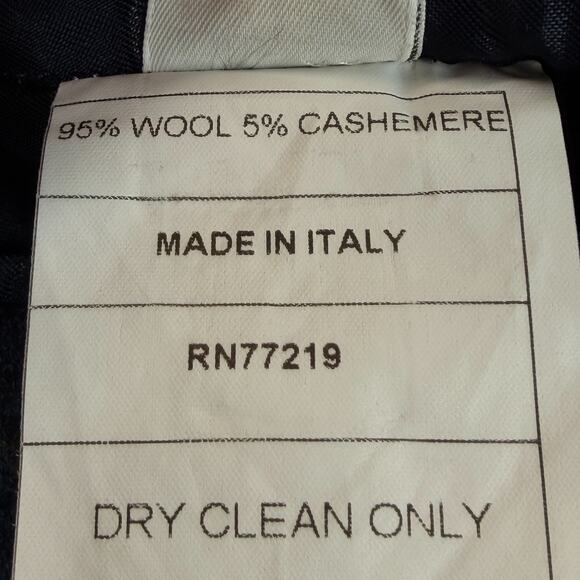 95% WOOL 5% CASHEMERE
MADE IN ITALY
RN77219
DRY CLEAN ONLY